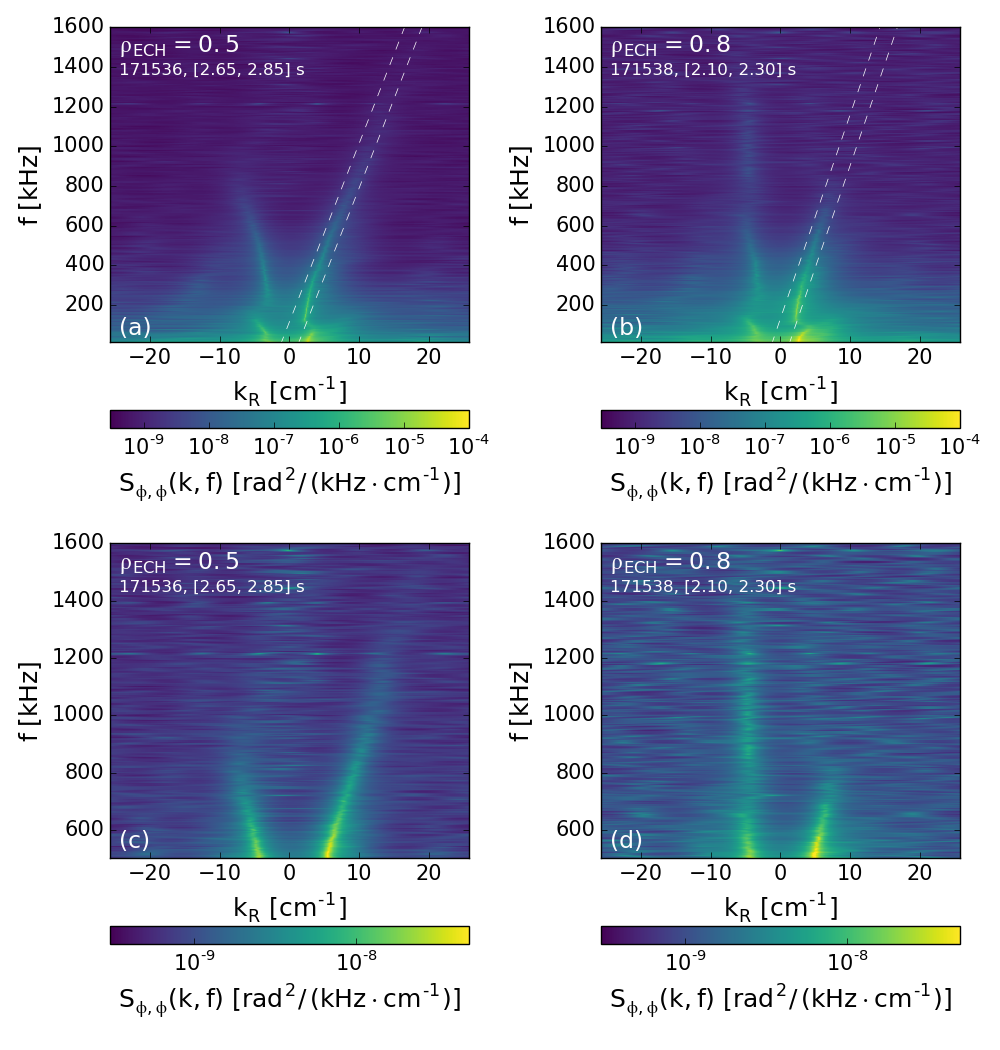 1600
1400
1200
1000
800
600
400
200
f [kHz]
ρECH = 0.5
171536, [2.65, 2.85] s
(a)
−20 −10 0 10 20
kR [cm-1]
10-9 10-8 10-7 10-6 10-5 10-4
Sϕ,ϕ(k, f) [rad2/(kHz · cm-1)]
1600
1400
1200
1000
800
600
400
200
f [kHz]
ρECH = 0.8
171538, [2.10, 2.30] s
(b)
−20 −10 0 10 20
kR [cm-1]
10-9 10-8 10-7 10-6 10-5 10-4
Sϕ,ϕ(k, f) [rad2/(kHz · cm-1)]
1600
1400
1200
1000
800
600
f [kHz]
ρECH = 0.5
171536, [2.65, 2.85] s
(c)
−20 −10 0 10 20
kR [cm-1]
10-9 10-8
Sϕ,ϕ(k, f) [rad2/(kHz · cm-1)]
1600
1400
1200
1000
800
600
f [kHz]
ρECH = 0.8
171538, [2.10, 2.30] s
(d)
−20 −10 0 10 20
kR [cm-1]
10-9 10-8
Sϕ,ϕ(k, f) [rad2/(kHz · cm-1)]